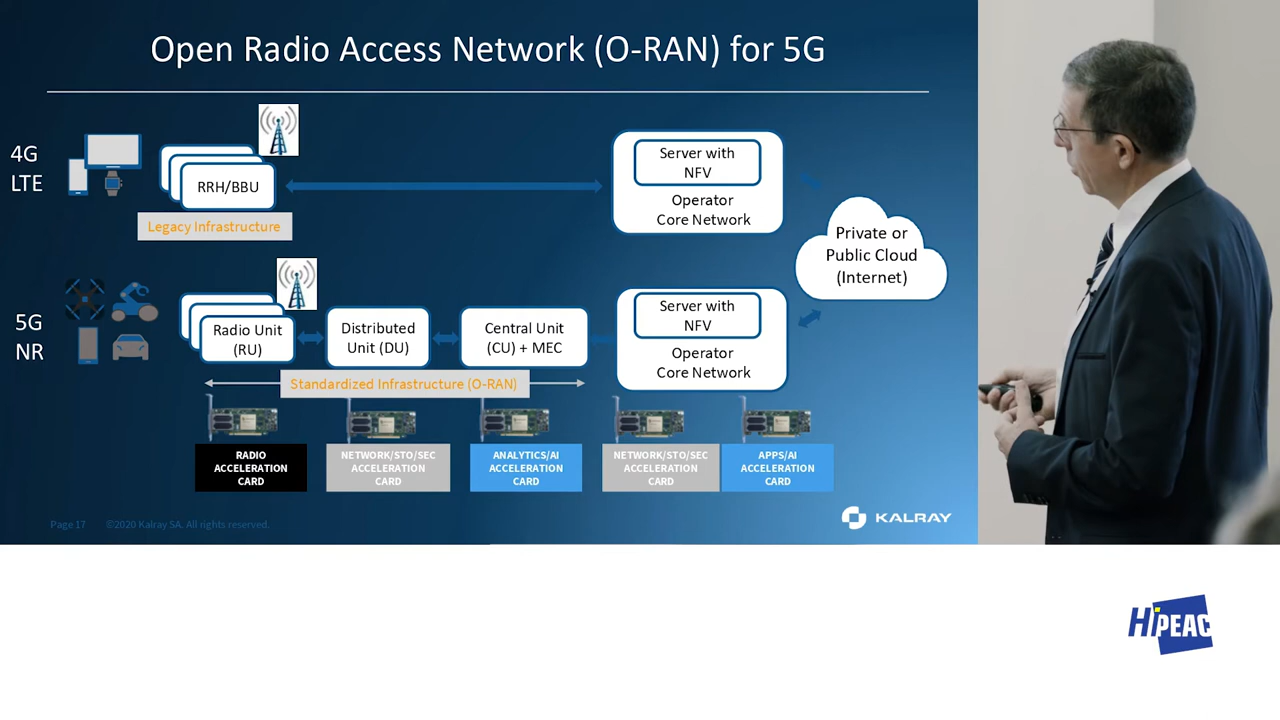 Open Radio Access Network (O-RAN) for 5G
4G
LTE
RRH/BBU
Legacy Infrastructure
Server with
NFV
Operator
Core Network
Private or
Public Cloud
(Internet)
5G
NR
Radio Unit
(RU)
Distributed
Unit (DU)
Central Unit
(CU) + MEC
Server with
NFV
Operator
Core Network
Standardized Infrastructure (O-RAN)
RADIO
ACCELERATION
CARD
NETWORK/STO/SEC
ACCELERATION
CARD
ANALYTICS/AI
ACCELERATION
CARD
NETWORK/STO/SEC
ACCELERATION
CARD
APPS/AI
ACCELERATION
CARD
Page 17
©2020 Kalray SA. All rights reserved.
KALRAY
HiPEAC